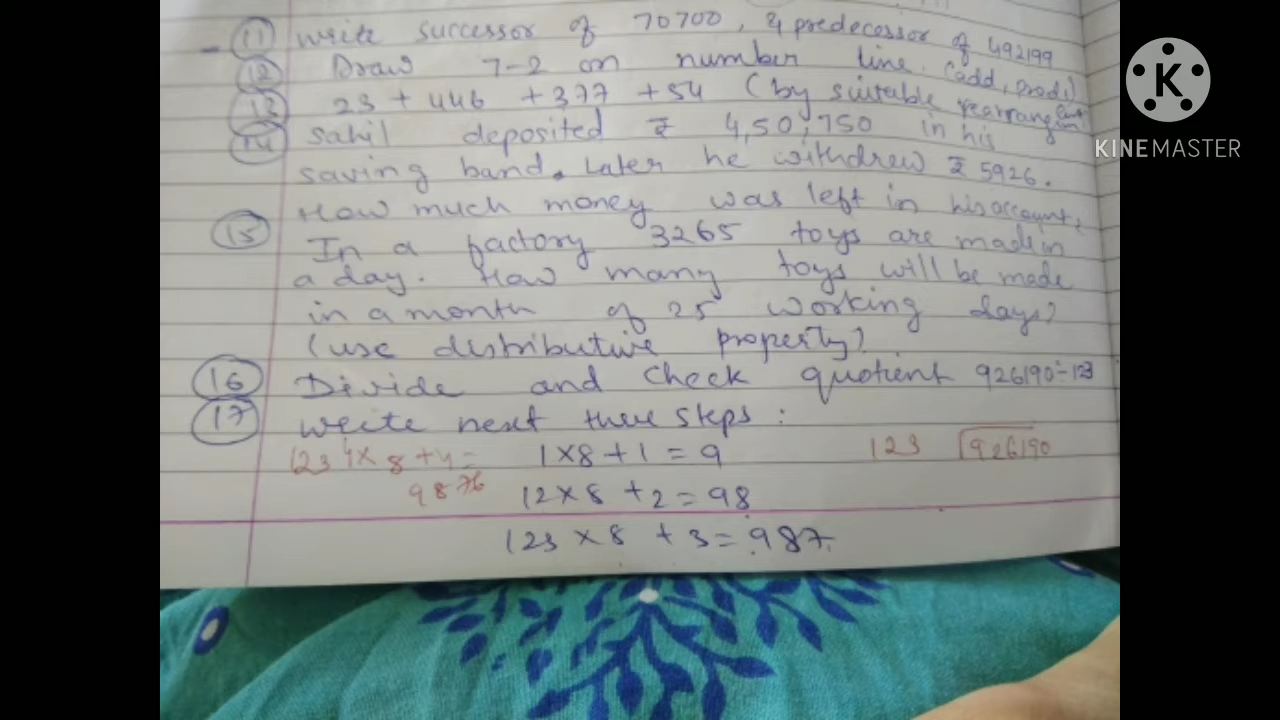 (11) write successor of 70700, & predecessor of 492199
(12) Draw 7-2 on number line. (add, prod)
(13) 23 + 446 + 377 + 54 (by suitable rearrangement
(14) Sahil deposited ₹ 4,50,750 in his
saving band. Later he withdrew ₹ 5926.
How much money was left in his account,
(15) In a factory 3265 toys are made in
a day. How many toys will be made
in a month of 25 working days?
(use distributive property)
(16) Divide and check quotient 926190÷123
(17) write next three steps :
1234 × 8 + 4 = 1×8+1 = 9 123 926190
9876 12×8 +2 = 98
123 × 8 + 3 = 987
K
KINEMASTER